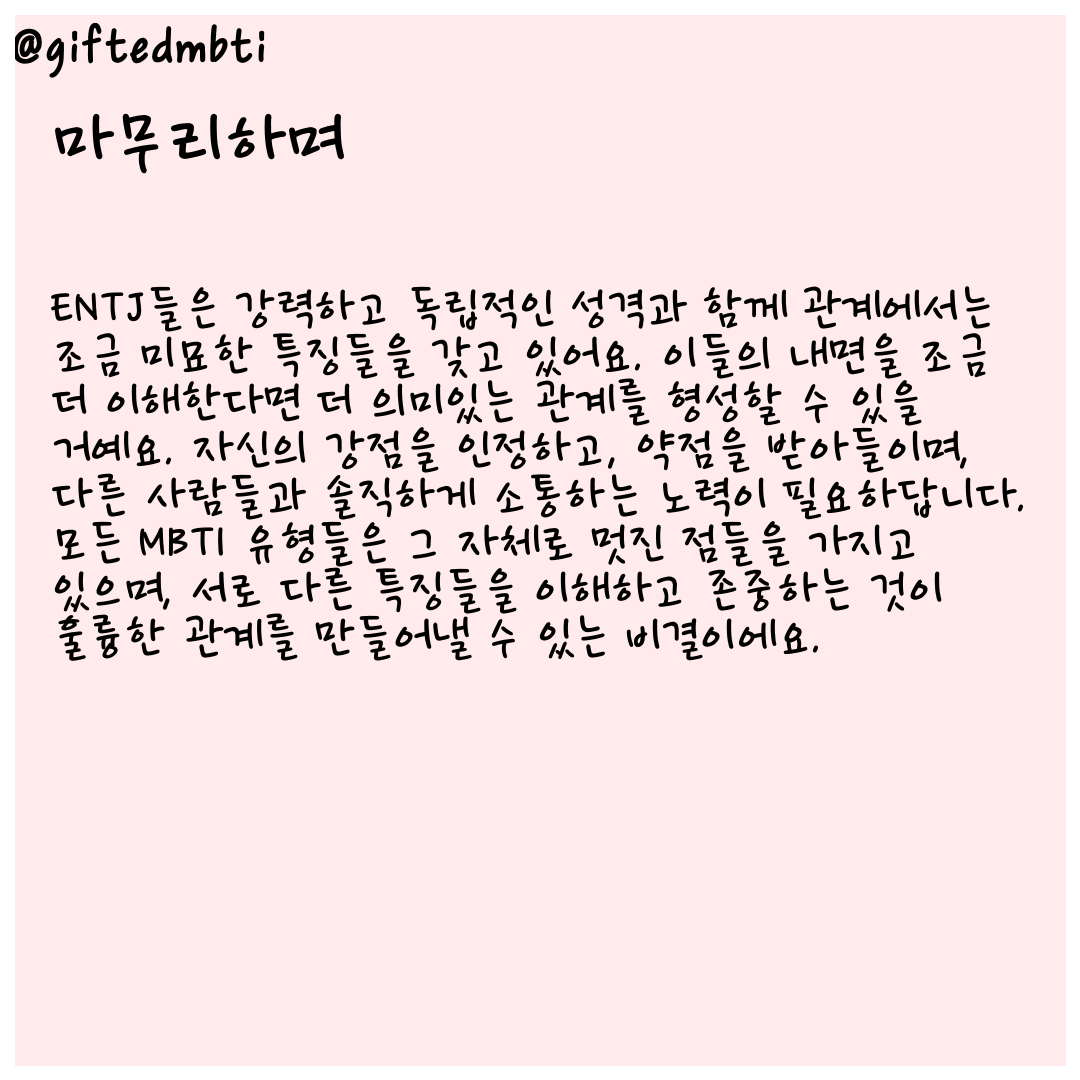 @giftedmbti
마무리하며
ENTJ들은 강력하고 독립적인 성격과 함께 관계에서는
조금 미묘한 특징들을 갖고 있어요. 이들의 내면을 조금
더 이해한다면 더 의미있는 관계를 형성할 수 있을
거예요. 자신의 강점을 인정하고, 약점을 받아들이며,
다른 사람들과 솔직하게 소통하는 노력이 필요하답니다.
모든 MBTI 유형들은 그 자체로 멋진 점들을 가지고
있으며, 서로 다른 특징들을 이해하고 존중하는 것이
훌륭한 관계를 만들어낼 수 있는 비결이에요.